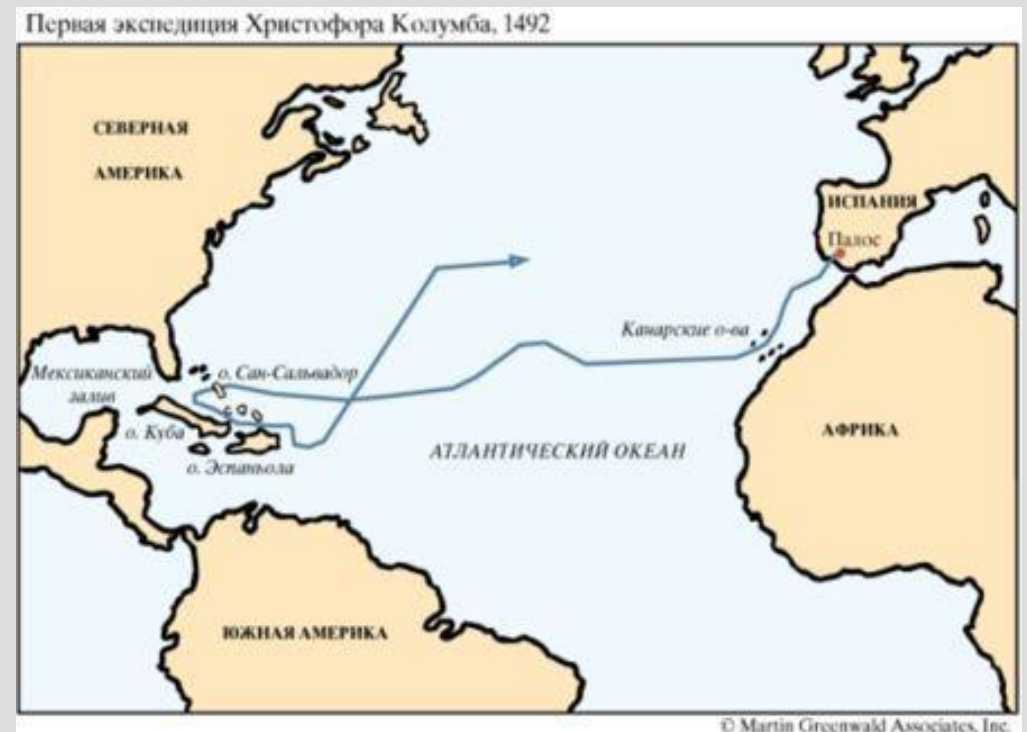 Первая экспедиция Христофора Колумба, 1492
СЕВЕРНАЯ
АМЕРИКА
ИСПАНИЯ
Палос
Канарские о-ва
Мексиканский
залив
о. Сан-Сальвадор
о. Куба
о. Эспаньола
АТЛАНТИЧЕСКИЙ ОКЕАН
АФРИКА
ЮЖНАЯ АМЕРИКА
© Martin Greenwald Associates, Inc.